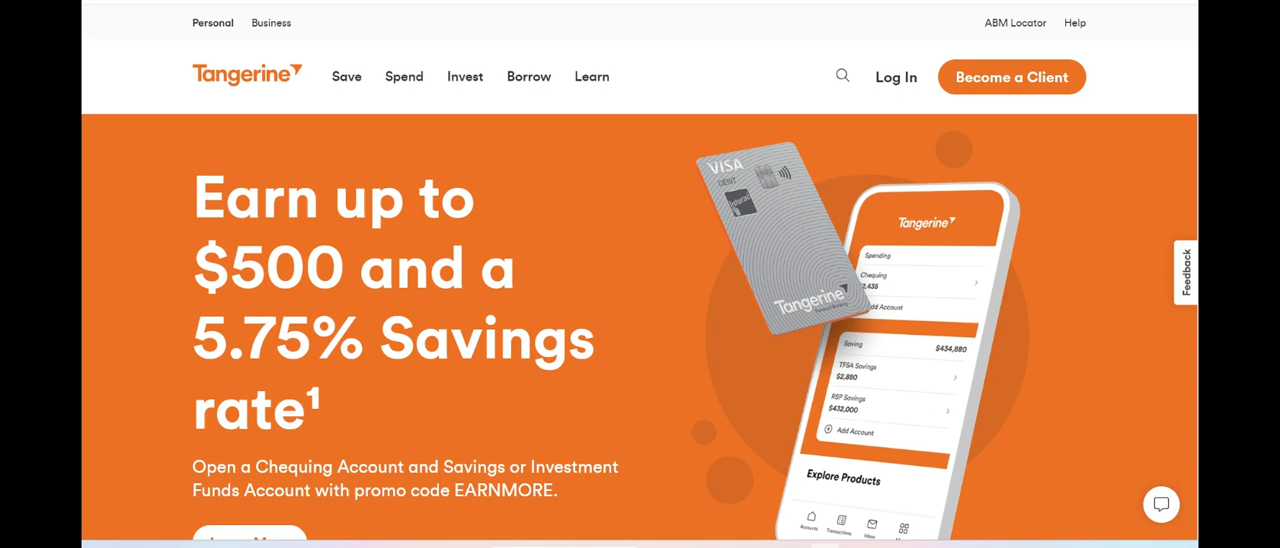 Personal Business ABM Locator Help
Tangerine Save Spend Invest Borrow Learn Log In Become a Client
Earn up to
$500 and a
5.75% Savings
rate¹
Open a Chequing Account and Savings or Investment
Funds Account with promo code EARNMORE.
VISA
DEBIT
Interac
Tangerine
Tangerine
Spending
Chequing
2,435
Add Account
Saving $434,880
TFSA Savings
$2,880
RSP Savings
$432,000
Add Account
Explore Products
Accounts Transactions Inbox
Feedback